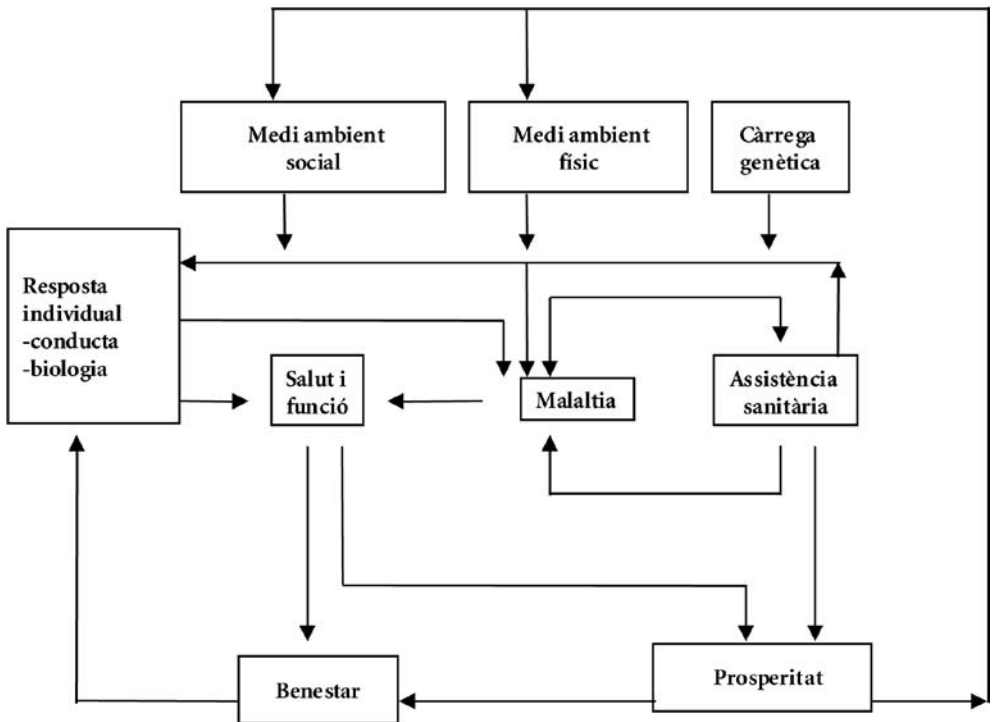 Medi ambient
social
Medi ambient
físic
Càrrega
genètica
Resposta
individual
-conducta
-biologia
Salut i
funció
Malaltia
Assistència
sanitària
Benestar
Prosperitat